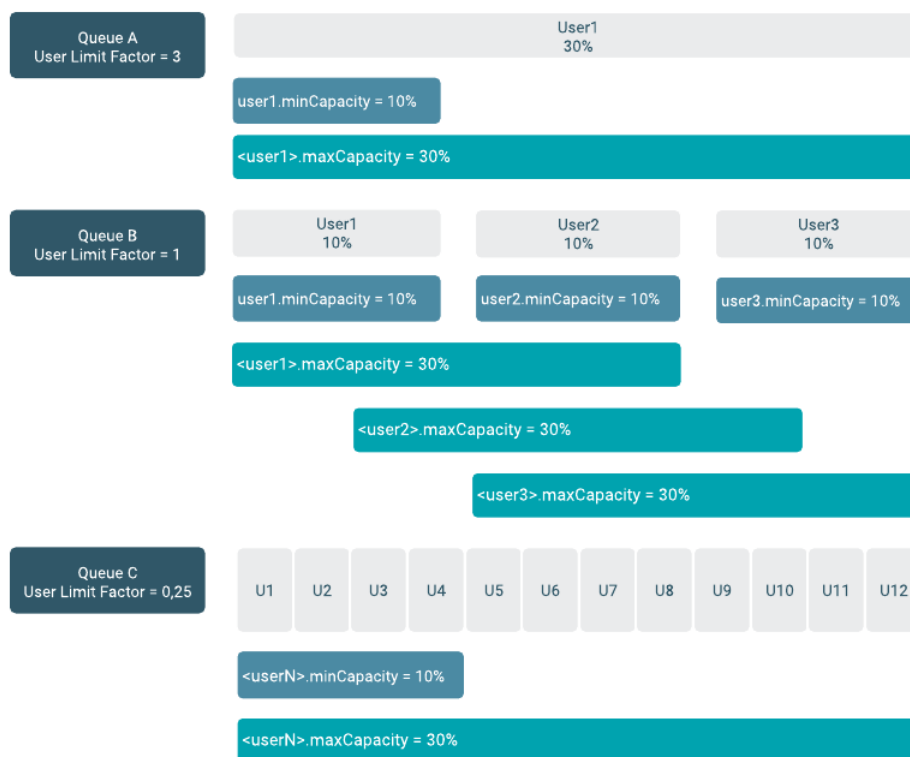 Queue A
User Limit Factor = 3
User1
30%
user1.minCapacity = 10%
<user1>.maxCapacity = 30%
Queue B
User Limit Factor = 1
User1
10%
User2
10%
User3
10%
user1.minCapacity = 10%
user2.minCapacity = 10%
user3.minCapacity = 10%
<user1>.maxCapacity = 30%
<user2>.maxCapacity = 30%
<user3>.maxCapacity = 30%
Queue C
User Limit Factor = 0,25
U1
U2
U3
U4
U5
U6
U7
U8
U9
U10
U11
U12
<userN>.minCapacity = 10%
<userN>.maxCapacity = 30%